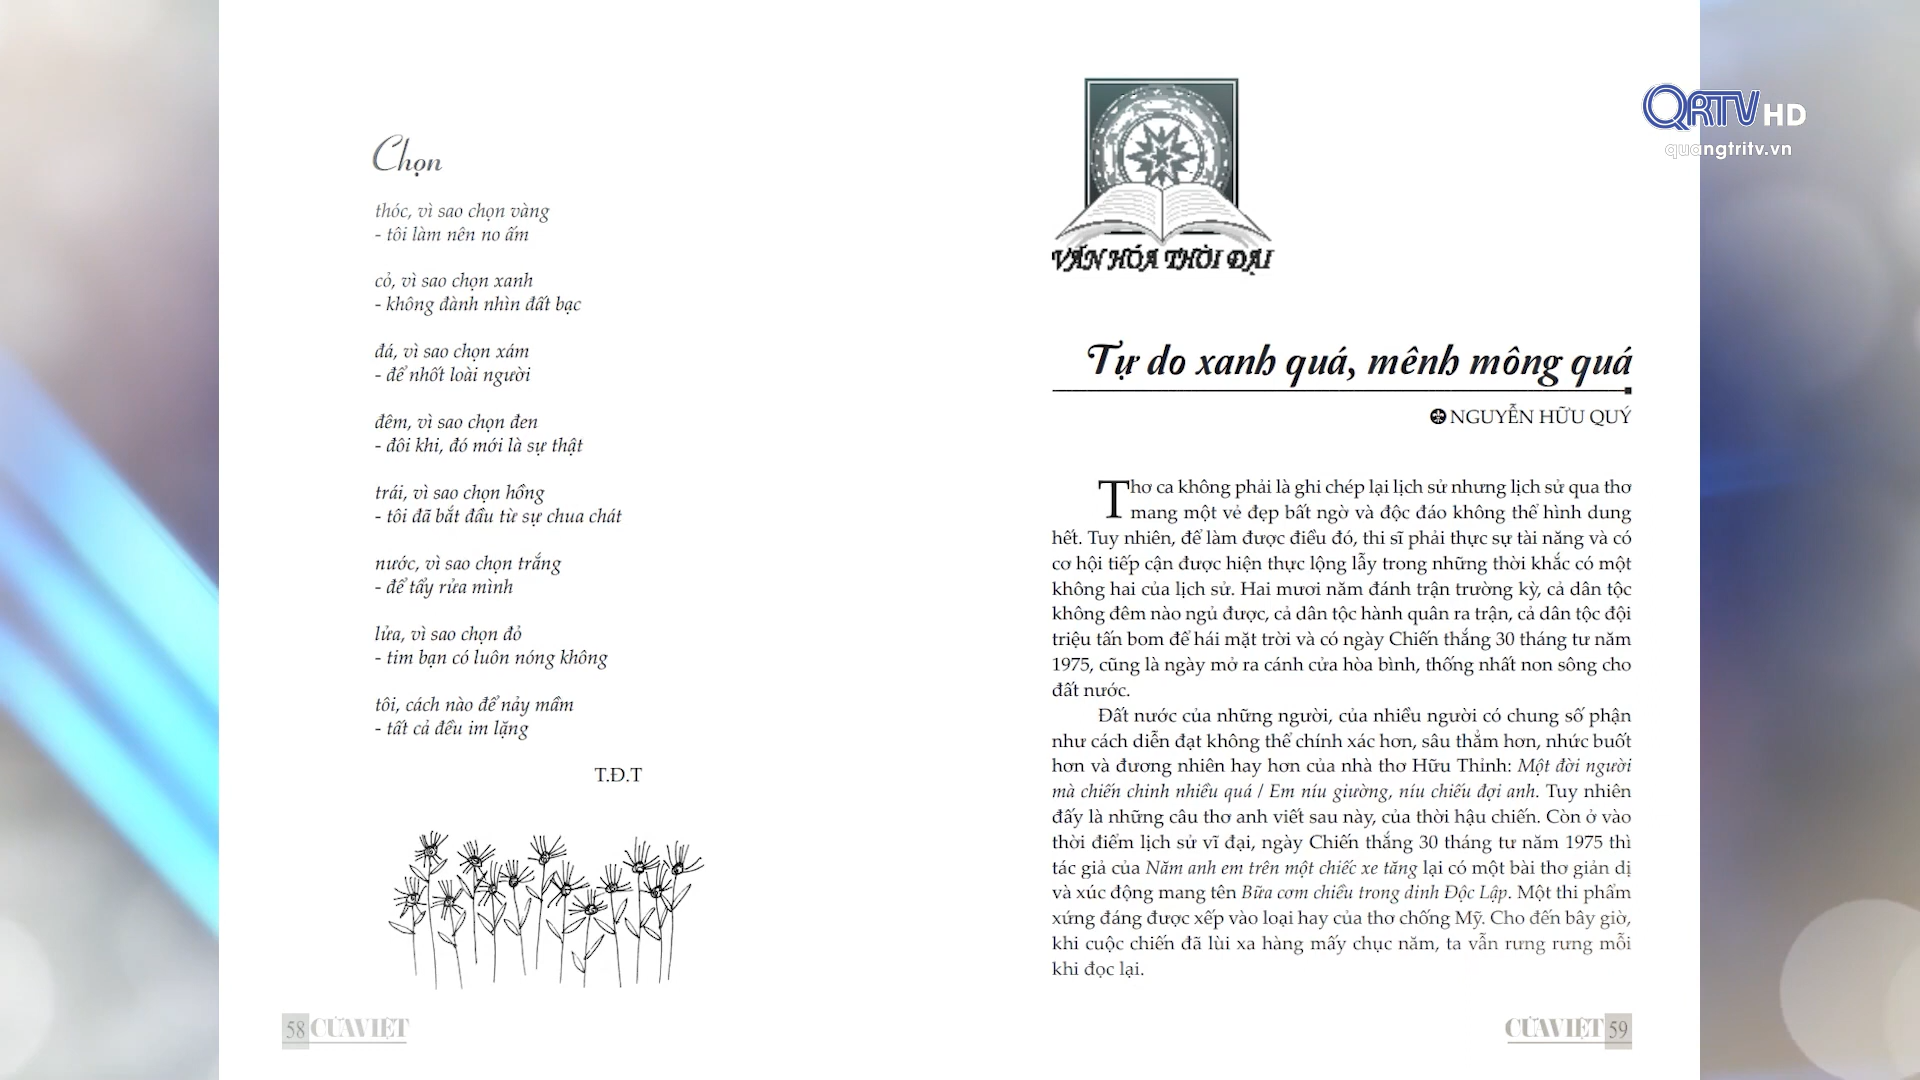 Chọn
thóc, vì sao chọn vàng
- tôi làm nên no ấm
cỏ, vì sao chọn xanh
- không đành nhìn đất bạc
đá, vì sao chọn xám
- để nhốt loài người
đêm, vì sao chọn đen
- đôi khi, đó mới là sự thật
trái, vì sao chọn hồng
- tôi đã bắt đầu từ sự chua chát
nước, vì sao chọn trắng
- để tẩy rửa mình
lửa, vì sao chọn đỏ
- tim bạn có luôn nóng không
tôi, cách nào để nảy mầm
- tất cả đều im lặng
T.Đ.T
58 CỬA VIỆT
VĂN HÓA THỜI ĐẠI
Tự do xanh quá, mênh mông quá
NGUYỄN HỮU QUÝ
Thơ ca không phải là ghi chép lại lịch sử nhưng lịch sử qua thơ
mang một vẻ đẹp bất ngờ và độc đáo không thể hình dung
hết. Tuy nhiên, để làm được điều đó, thi sĩ phải thực sự tài năng và có
cơ hội tiếp cận được hiện thực lộng lẫy trong những thời khắc có một
không hai của lịch sử. Hai mươi năm đánh trận trường kỳ, cả dân tộc
không đêm nào ngủ được, cả dân tộc hành quân ra trận, cả dân tộc đội
triệu tấn bom để hái mặt trời và có ngày Chiến thắng 30 tháng tư năm
1975, cũng là ngày mở ra cánh cửa hòa bình, thống nhất non sông cho
đất nước.
Đất nước của những người, của nhiều người có chung số phận
như cách diễn đạt không thể chính xác hơn, sâu thẳm hơn, nhức buốt
hơn và đương nhiên hay hơn của nhà thơ Hữu Thỉnh: Một đời người
mà chiến chinh nhiều quá / Em níu giường, níu chiếu đợi anh. Tuy nhiên
đấy là những câu thơ anh viết sau này, của thời hậu chiến. Còn ở vào
thời điểm lịch sử vĩ đại, ngày Chiến thắng 30 tháng tư năm 1975 thì
tác giả của Năm anh em trên một chiếc xe tăng lại có một bài thơ giản dị
và xúc động mang tên Bữa cơm chiều trong dinh Độc Lập. Một thi phẩm
xứng đáng được xếp vào loại hay của thơ chống Mỹ. Cho đến bây giờ,
khi cuộc chiến đã lùi xa hàng mấy chục năm, ta vẫn rưng rưng mỗi
khi đọc lại.
CỬA VIỆT 59
QRTV HD
quangtritv.vn